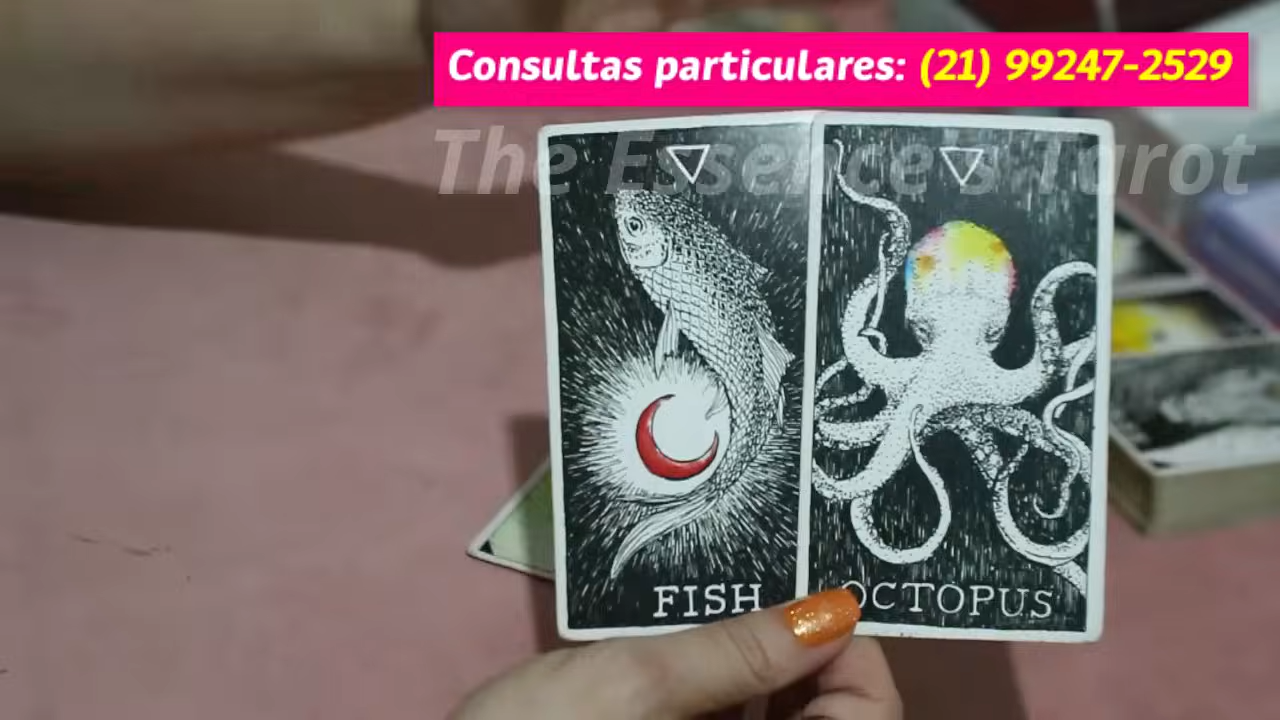 Consultas particulares: (21) 99247-2529
The Essence's Tarot
FISH
OCTOPUS